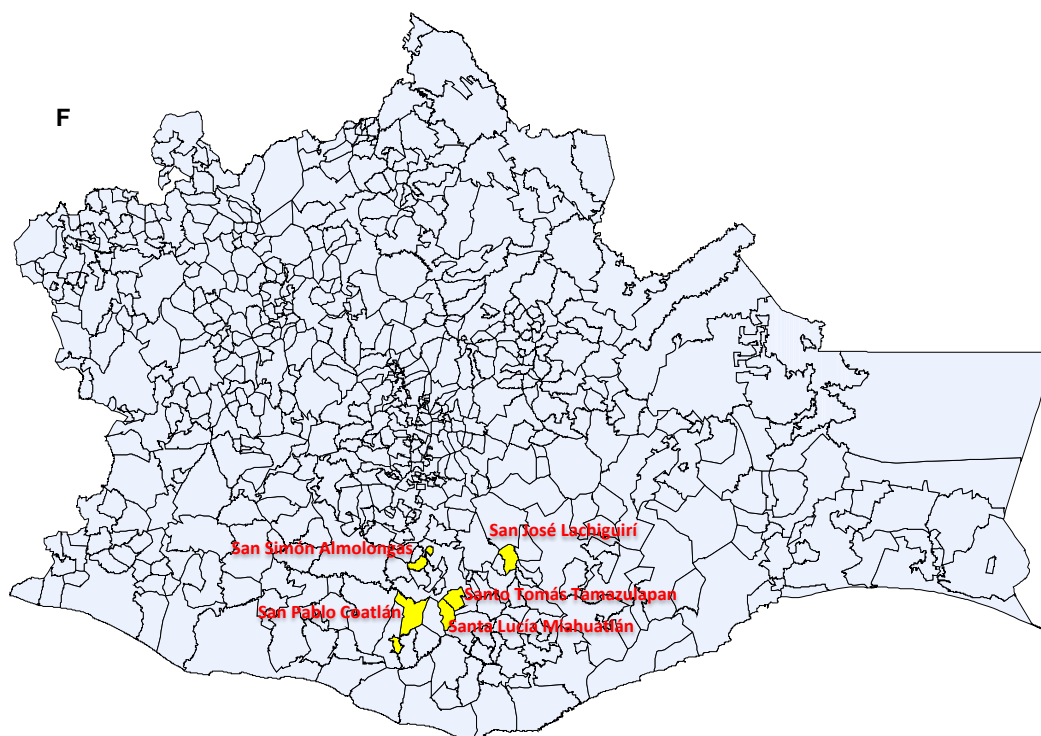 F
San José Lachiguirí
San Simón Almolongas
Santo Tomás Tamazulapan
San Pablo Coatlán
Santa Lucía Miahuatlán